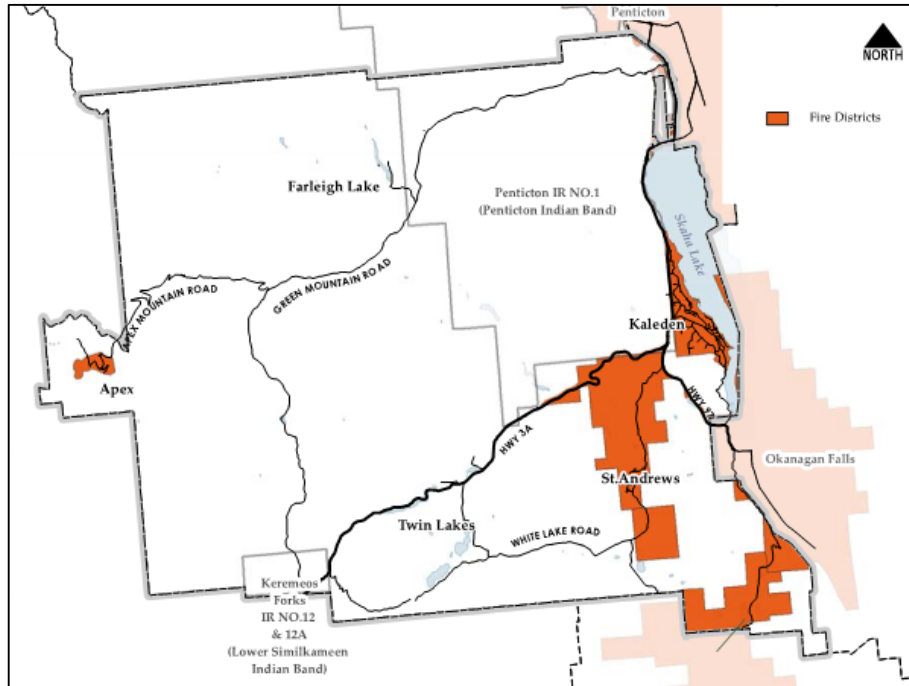 Penticton
NORTH
Fire Districts
Farleigh Lake
Penticton IR NO.1
(Penticton Indian Band)
Skaha Lake
GREEN MOUNTAIN ROAD
APEX MOUNTAIN ROAD
Kaleden
Apex
HWY 3A
HWY 97
Okanagan Falls
St.Andrews
Twin Lakes
WHITE LAKE ROAD
Keremeos
Forks
IR NO.12
& 12A
(Lower Similkameen
Indian Band)